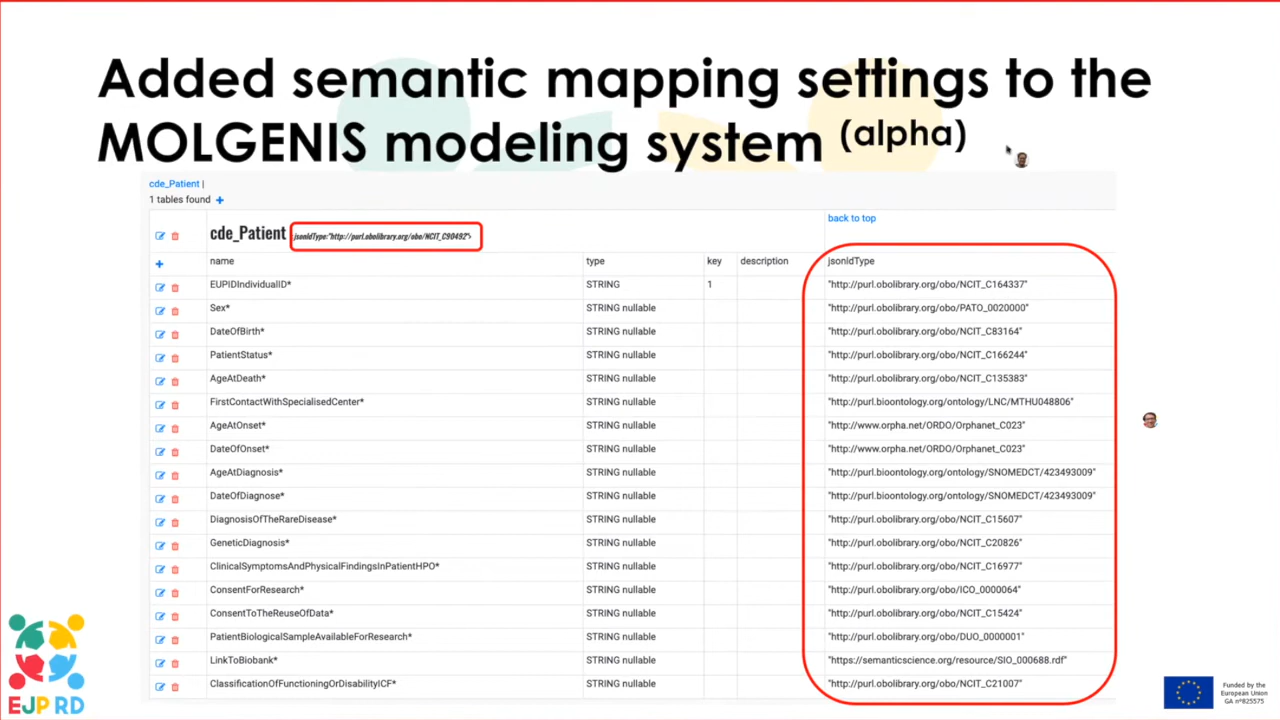 Added semantic mapping settings to the
MOLGENIS modeling system (alpha)
cde_Patient |
1 tables found +
back to top
cde_Patient jsonldType:"http://purl.obolibrary.org/obo/NCIT_C90492">
name type key description jsonldType
EUPIDIndividualID* STRING 1 "http://purl.obolibrary.org/obo/NCIT_C164337"
Sex* STRING nullable "http://purl.obolibrary.org/obo/PATO_0020000"
DateOfBirth* STRING nullable "http://purl.obolibrary.org/obo/NCIT_C83164"
PatientStatus* STRING nullable "http://purl.obolibrary.org/obo/NCIT_C166244"
AgeAtDeath* STRING nullable "http://purl.obolibrary.org/obo/NCIT_C135383"
FirstContactWithSpecialisedCenter* STRING nullable "http://purl.bioontology.org/ontology/LNC/MTHU048806"
AgeAtOnset* STRING nullable "http://www.orpha.net/ORDO/Orphanet_C023"
DateOfOnset* STRING nullable "http://www.orpha.net/ORDO/Orphanet_C023"
AgeAtDiagnosis* STRING nullable "http://purl.bioontology.org/ontology/SNOMEDCT/423493009"
DateOfDiagnose* STRING nullable "http://purl.bioontology.org/ontology/SNOMEDCT/423493009"
DiagnosisOfTheRareDisease* STRING nullable "http://purl.obolibrary.org/obo/NCIT_C15607"
GeneticDiagnosis* STRING nullable "http://purl.obolibrary.org/obo/NCIT_C20826"
ClinicalSymptomsAndPhysicalFindingsInPatientHPO* STRING nullable "http://purl.obolibrary.org/obo/NCIT_C16977"
ConsentForResearch* STRING nullable "http://purl.obolibrary.org/obo/ICO_0000064"
ConsentToTheReuseOfData* STRING nullable "http://purl.obolibrary.org/obo/NCIT_C15424"
PatientBiologicalSampleAvailableForResearch* STRING nullable "http://purl.obolibrary.org/obo/DUO_0000001"
LinkToBiobank* STRING nullable "https://semanticscience.org/resource/SIO_000688.rdf"
ClassificationOfFunctioningOrDisabilityICF* STRING nullable "http://purl.obolibrary.org/obo/NCIT_C21007"
EJP RD
Funded by the
European Union
GA nº825575